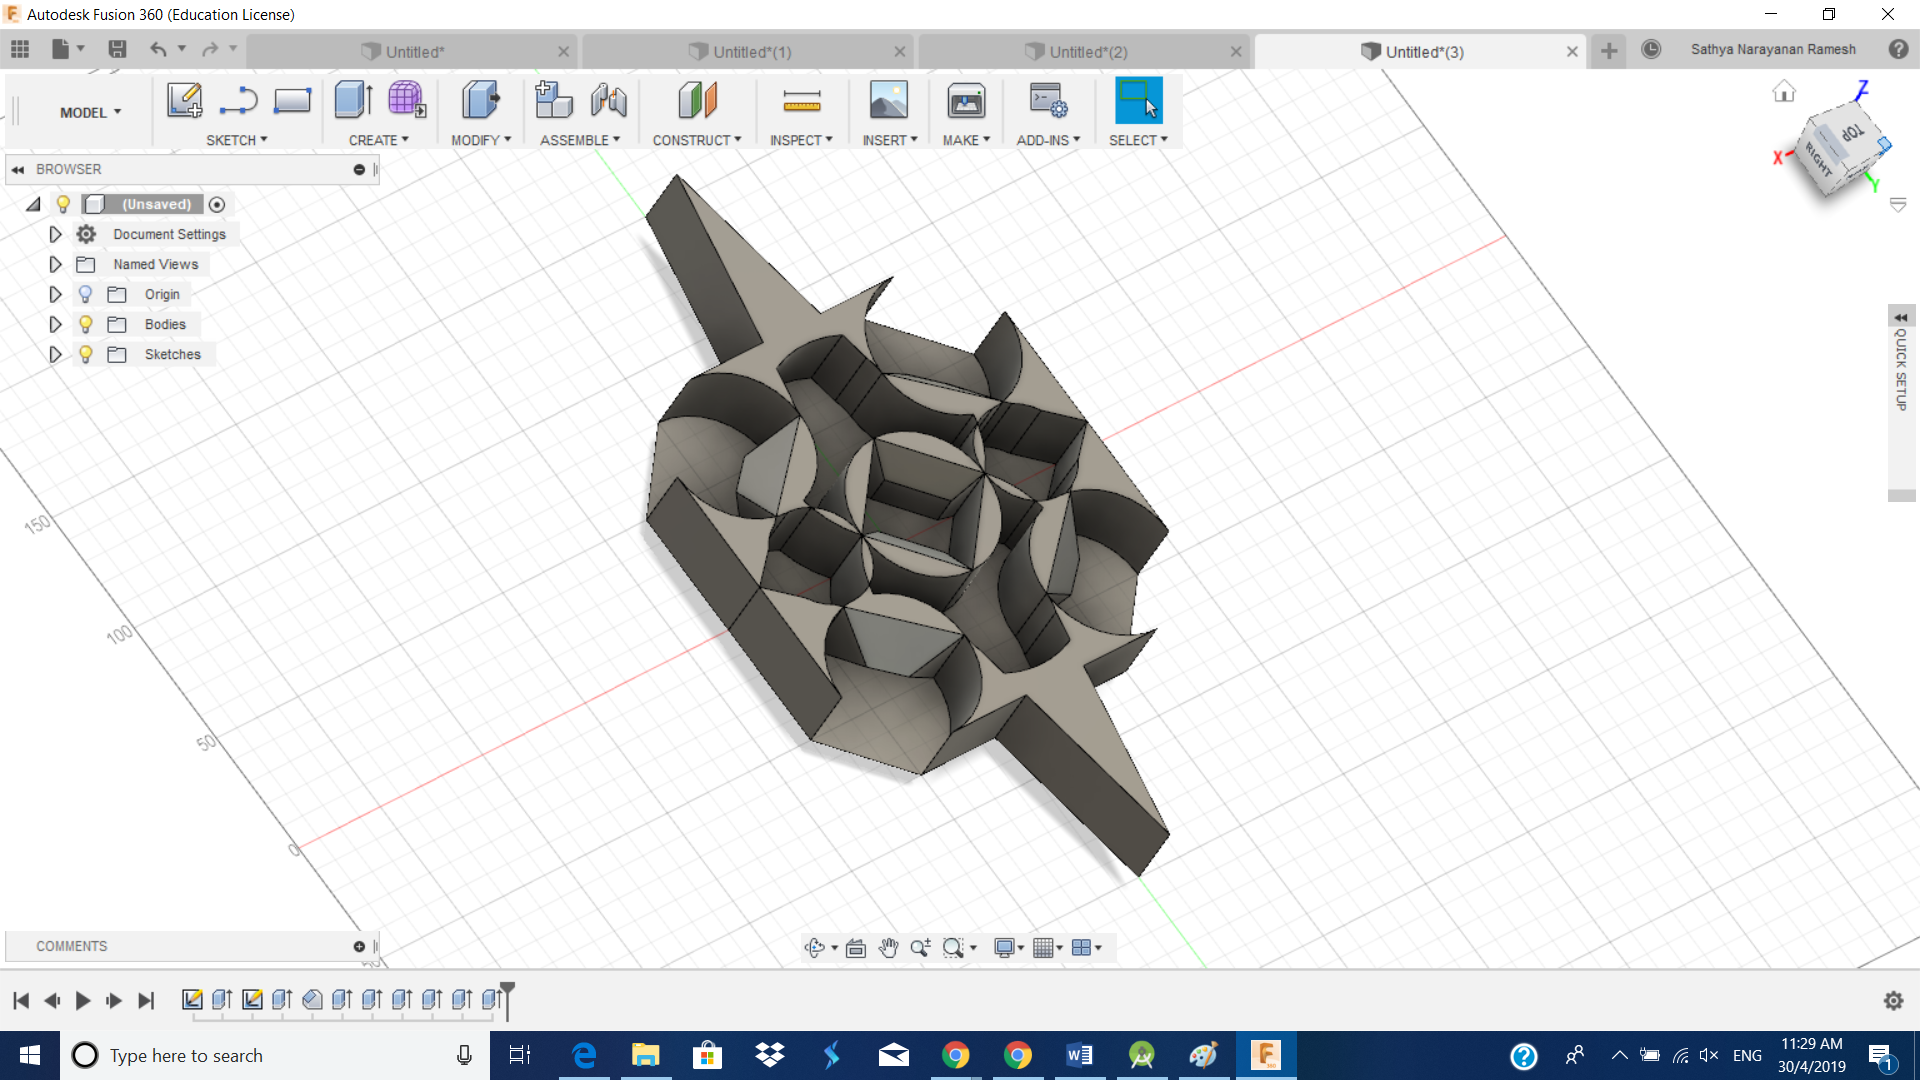 Autodesk Fusion 360 (Education License)
Untitled*
Untitled*(1)
Untitled*(2)
Untitled*(3)
Sathya Narayanan Ramesh
MODEL
SKETCH
CREATE
MODIFY
ASSEMBLE
CONSTRUCT
INSPECT
INSERT
MAKE
ADD-INS
SELECT
Z
TOP
RIGHT
X
Y
BROWSER
(Unsaved)
Document Settings
Named Views
Origin
Bodies
Sketches
QUICK SETUP
150
100
50
0
COMMENTS
Type here to search
ENG
11:29 AM
30/4/2019
1